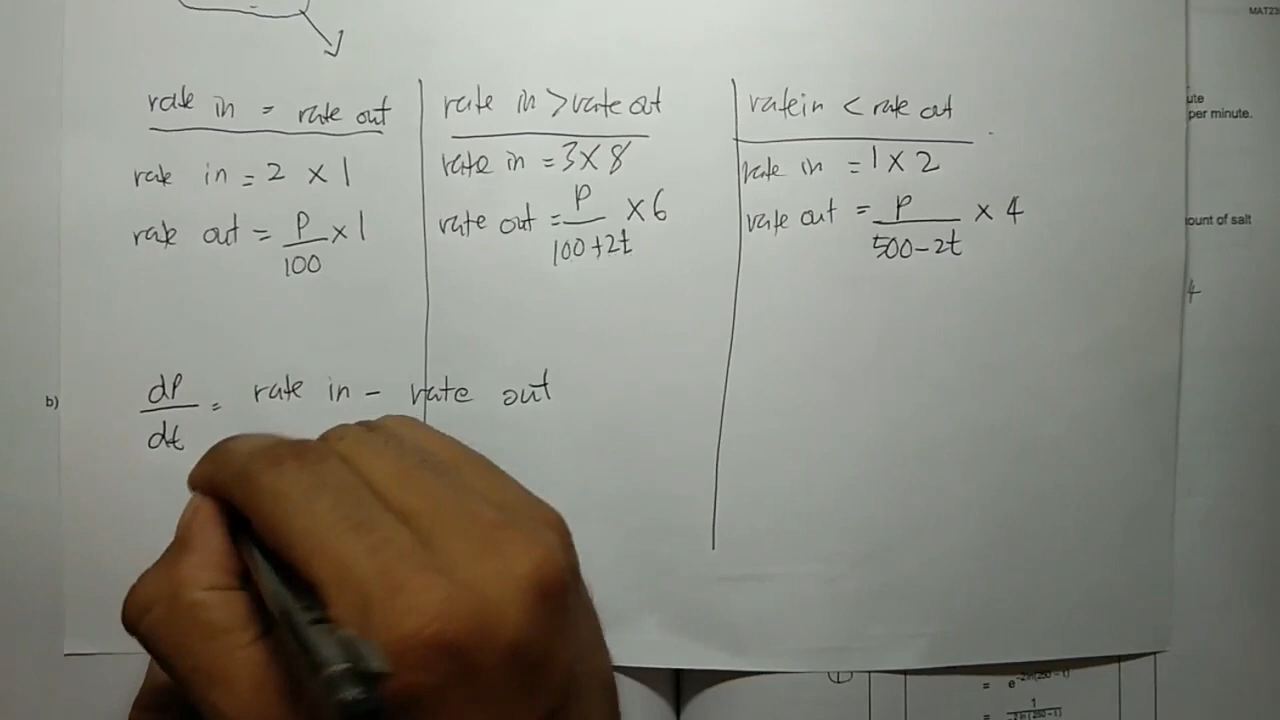 MAT23
rate in = rate out
rate in = 2 × 1
rate out = P/100 × 1
rate in > rate out
rate in = 3 × 8
rate out = P/100+2t × 6
rate in < rate out
rate in = 1 × 2
rate out = P/500-2t × 4
ute
per minute.
ount of salt
4
b)
dP/dt = rate in - rate out